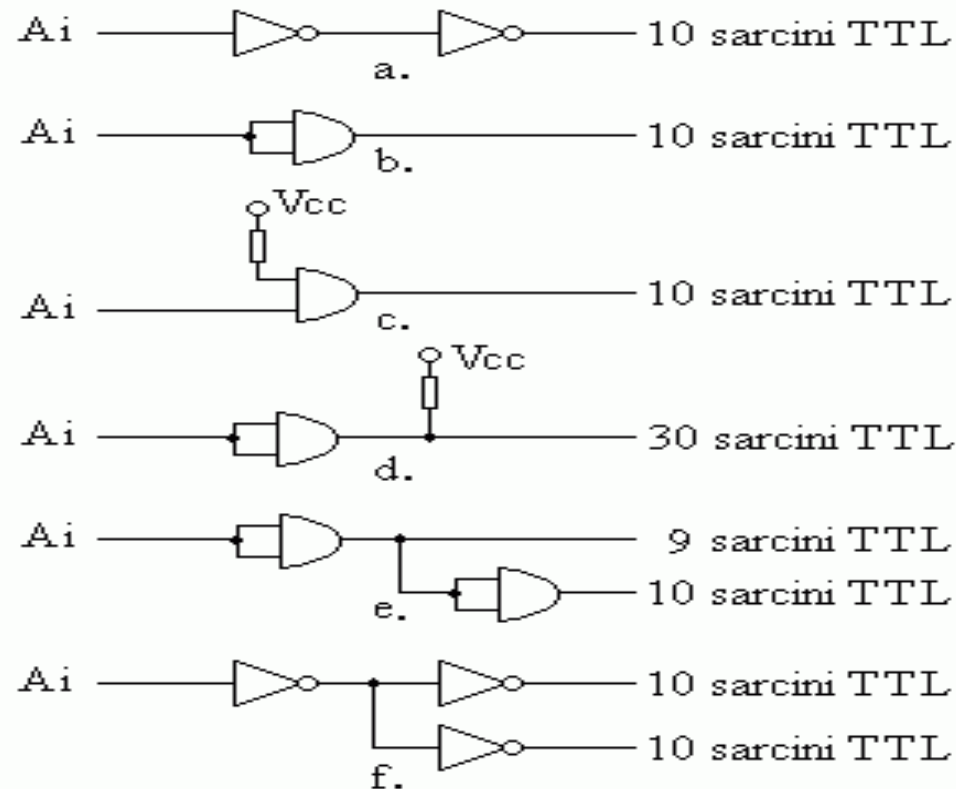 Ai 10 sarcini TTL
a.
Ai 10 sarcini TTL
b.
Vcc
Ai 10 sarcini TTL
c.
Vcc
Ai 30 sarcini TTL
d.
Ai 9 sarcini TTL
10 sarcini TTL
e.
Ai 10 sarcini TTL
10 sarcini TTL
f.